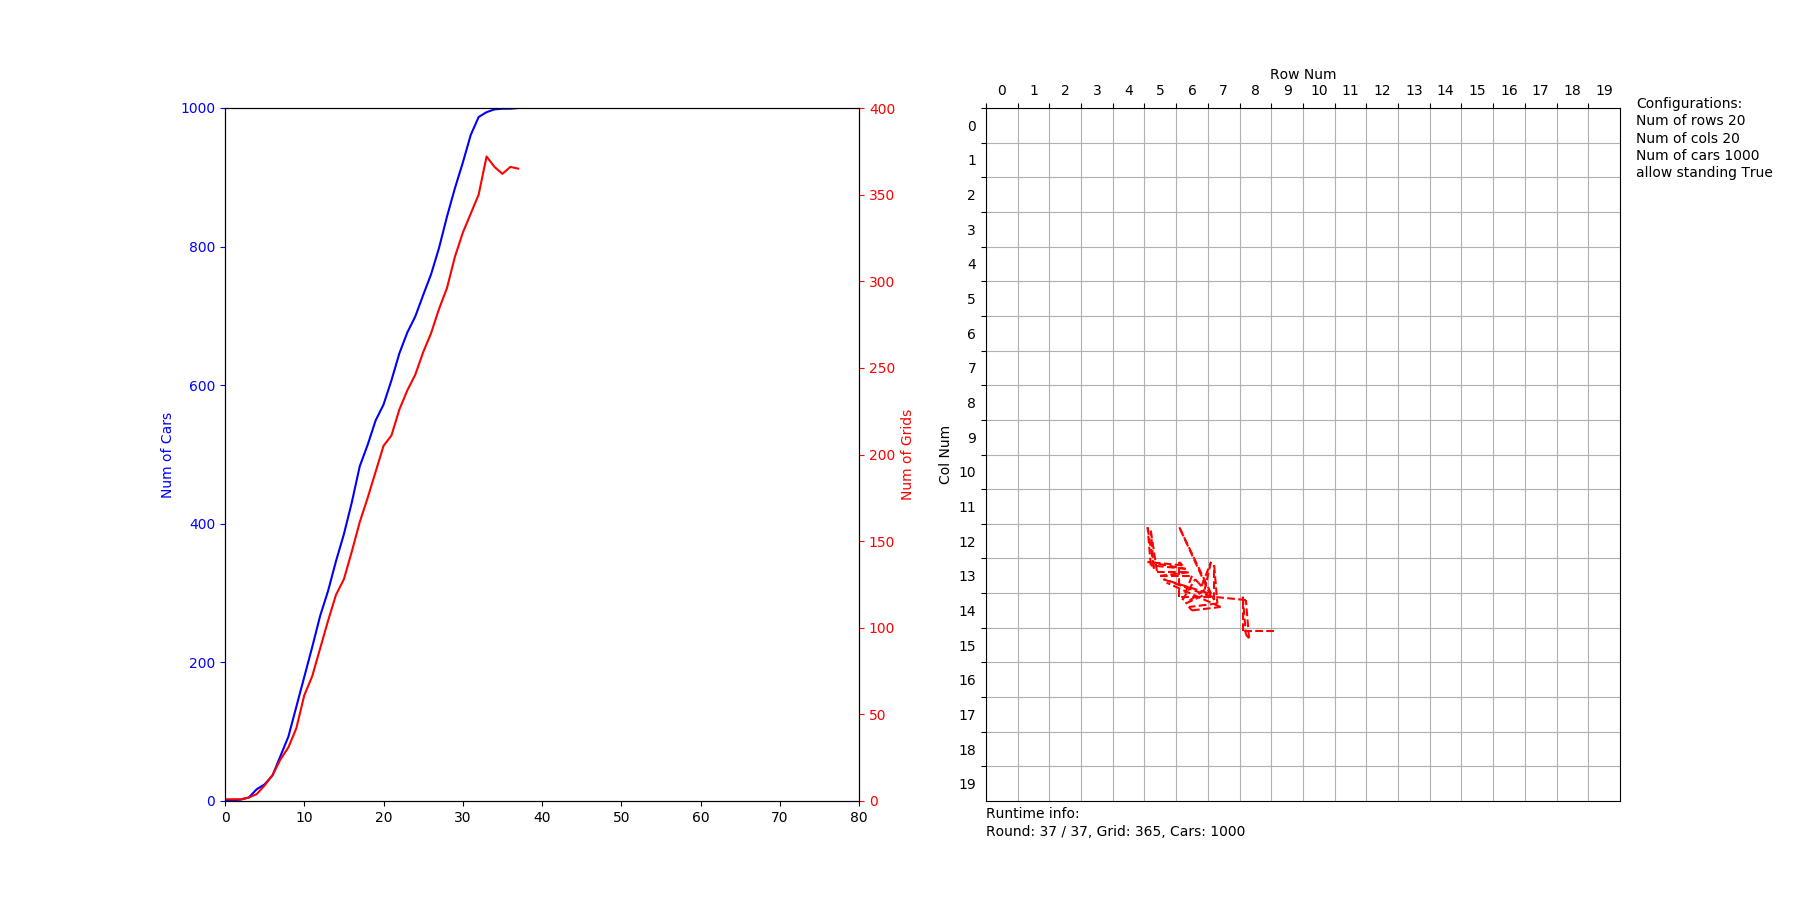 Row Num
0 1 2 3 4 5 6 7 8 9 10 11 12 13 14 15 16 17 18 19
Configurations:
Num of rows 20
Num of cols 20
Num of cars 1000
allow standing True
1000
800
600
400
200
0
Num of Cars
0 10 20 30 40 50 60 70 80
400
350
300
250
200
150
100
50
0
Num of Grids
Col Num
0
1
2
3
4
5
6
7
8
9
10
11
12
13
14
15
16
17
18
19
Runtime info:
Round: 37 / 37, Grid: 365, Cars: 1000